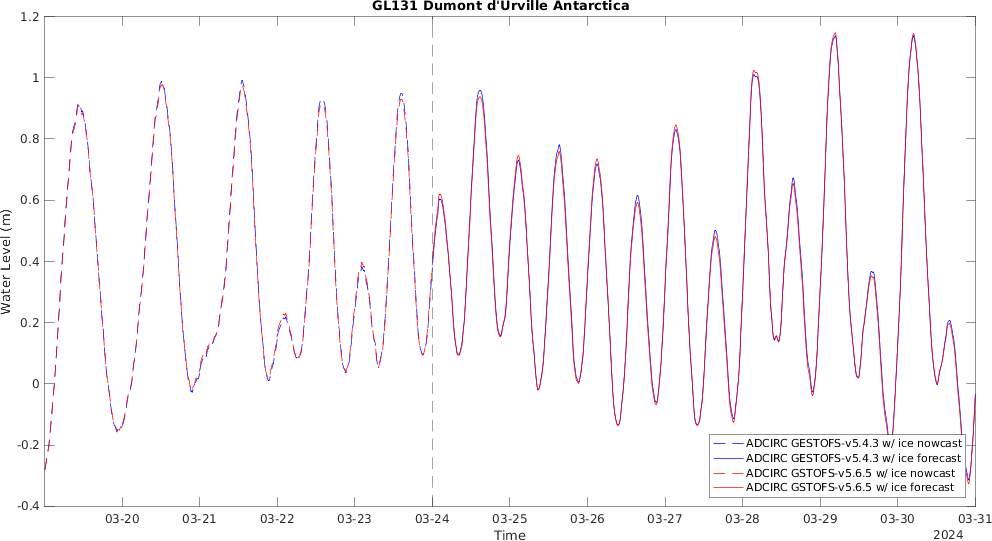 GL131 Dumont d'Urville Antarctica
1.2
1
0.8
0.6
0.4
0.2
0
-0.2
-0.4
Water Level (m)
ADCIRC GESTOFS-v5.4.3 w/ ice nowcast
ADCIRC GESTOFS-v5.4.3 w/ ice forecast
ADCIRC GSTOFS-v5.6.5 w/ ice nowcast
ADCIRC GSTOFS-v5.6.5 w/ ice forecast
03-20 03-21 03-22 03-23 03-24 03-25 03-26 03-27 03-28 03-29 03-30 03-31
Time
2024